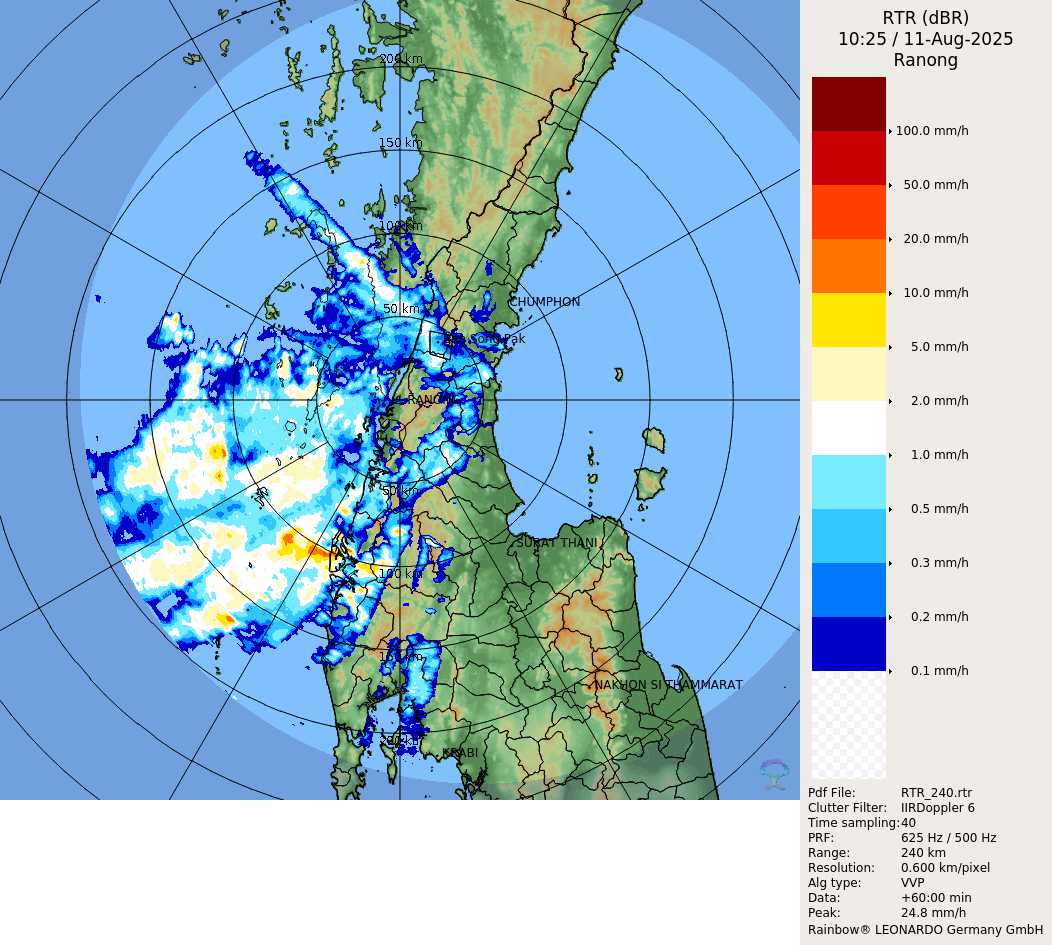 RTR (dBR)
10:25 / 11-Aug-2025
Ranong
200 km
150 km
100 km
50 km
CHUMPHON
Song Pak
RANONG
50 km
SURAT THANI
100 km
150 km
NAKHON SI THAMMARAT
200 km
KRABI
100.0 mm/h
50.0 mm/h
20.0 mm/h
10.0 mm/h
5.0 mm/h
2.0 mm/h
1.0 mm/h
0.5 mm/h
0.3 mm/h
0.2 mm/h
0.1 mm/h
Pdf File: RTR_240.rtr
Clutter Filter: IIRDoppler 6
Time sampling: 40
PRF: 625 Hz / 500 Hz
Range: 240 km
Resolution: 0.600 km/pixel
Alg type: VVP
Data: +60:00 min
Peak: 24.8 mm/h
Rainbow® LEONARDO Germany GmbH